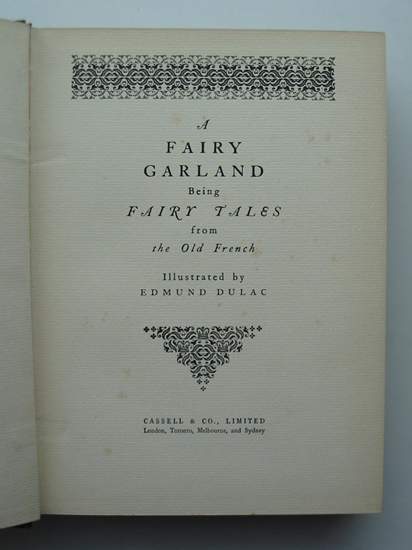 A
FAIRY
GARLAND
Being
FAIRY TALES
from
the Old French
Illustrated by
EDMUND DULAC
CASSELL & CO., LIMITED
London, Toronto, Melbourne, and Sydney